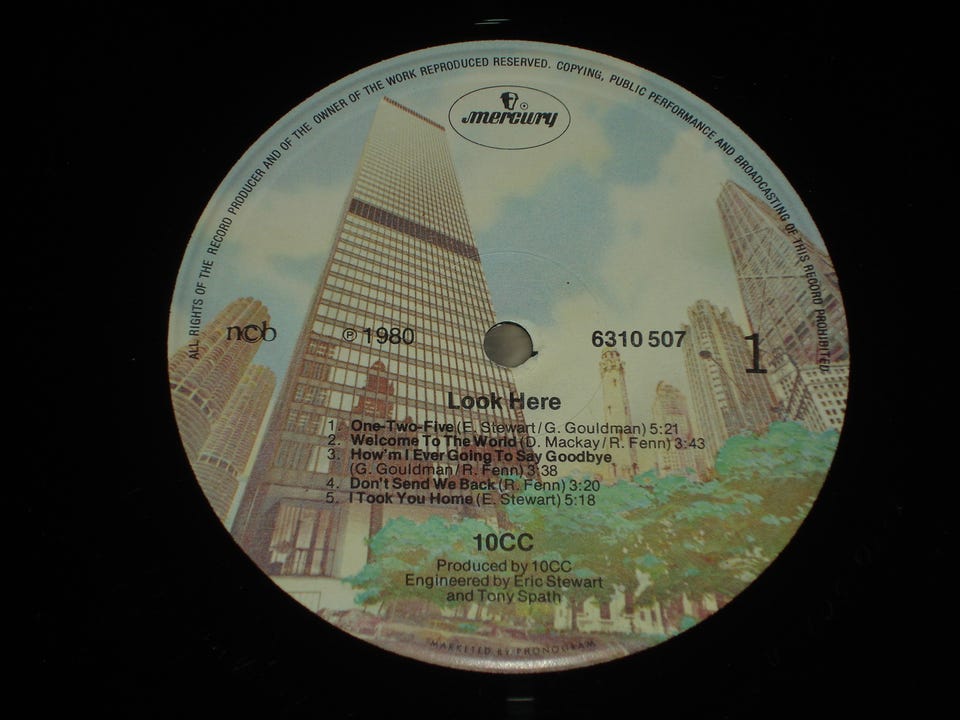 ALL RIGHTS OF THE RECORD PRODUCER AND OF THE OWNER OF THE WORK REPRODUCED RESERVED. COPYING, PUBLIC PERFORMANCE AND BROADCASTING OF THIS RECORD PROHIBITED.
mercury
ncb ℗ 1980 6310 507 1
Look Here
1. One-Two-Five (E. Stewart/G. Gouldman) 5:21
2. Welcome To The World (D. Mackay/R. Fenn) 3:43
3. How'm I Ever Going To Say Goodbye
(G. Gouldman/R. Fenn) 3:38
4. Don't Send We Back (R. Fenn) 3:20
5. I Took You Home (E. Stewart) 5:18
10CC
Produced by 10CC
Engineered by Eric Stewart
and Tony Spath
MARKETED BY PHONOGRAM